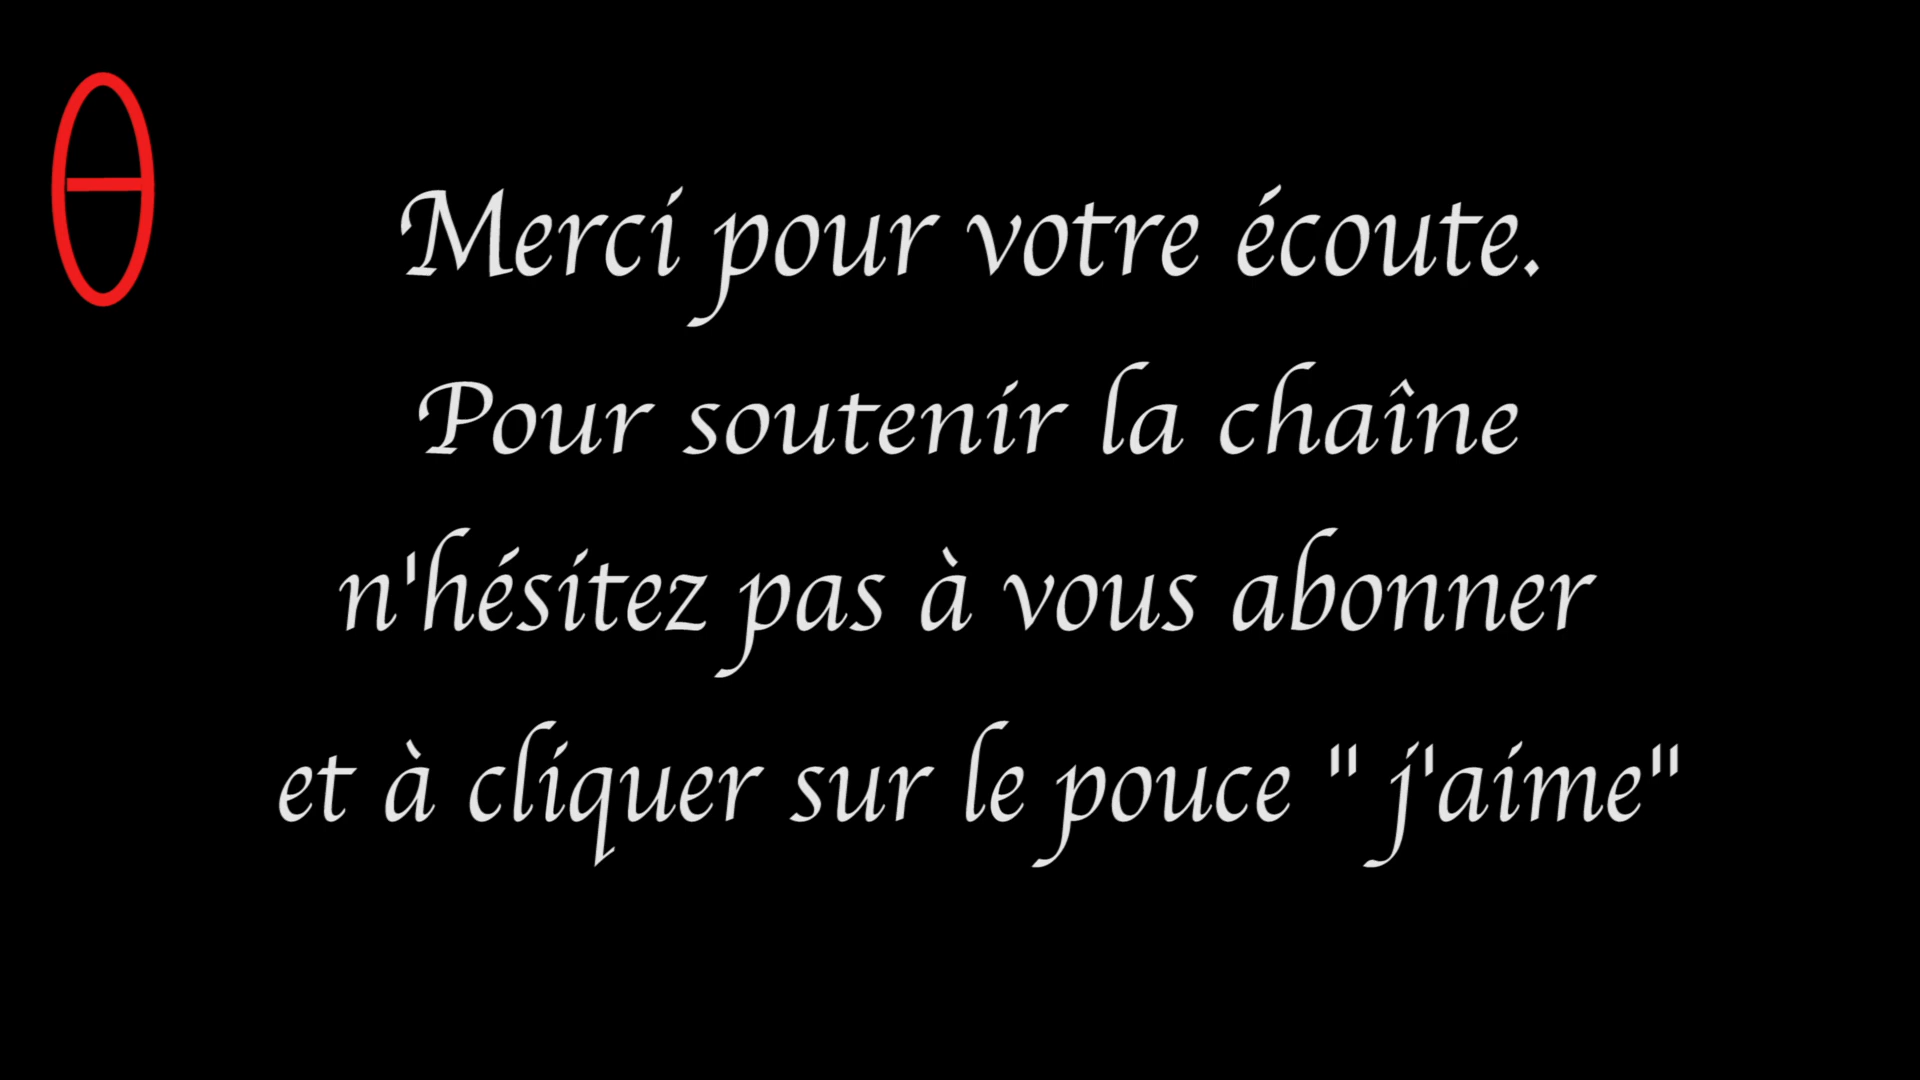 θ
Merci pour votre écoute.
Pour soutenir la chaîne
n'hésitez pas à vous abonner
et à cliquer sur le pouce " j'aime"